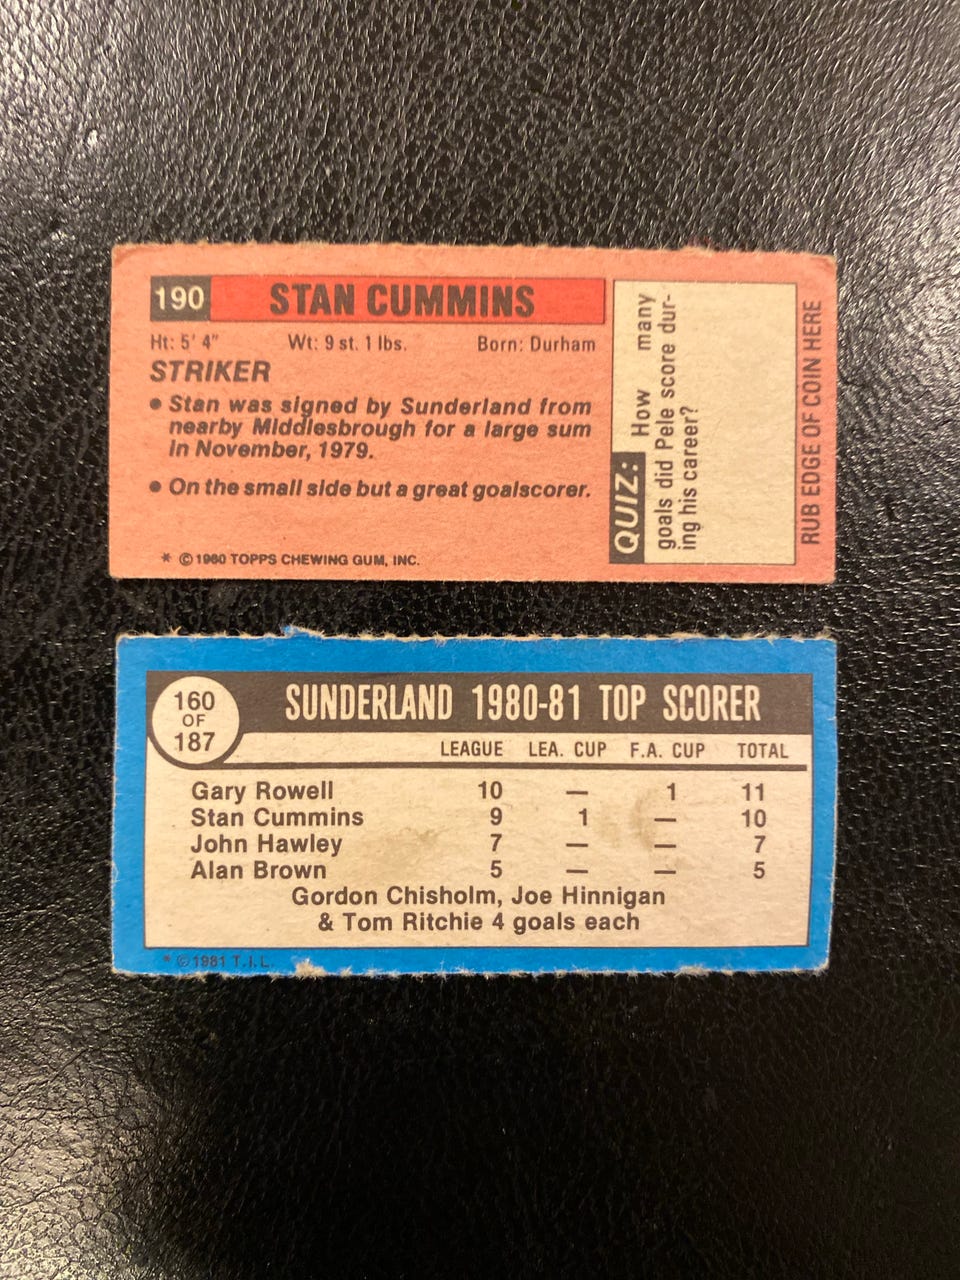 190 STAN CUMMINS
Ht: 5' 4" Wt: 9 st. 1 lbs. Born: Durham
STRIKER
• Stan was signed by Sunderland from
nearby Middlesbrough for a large sum
in November, 1979.
• On the small side but a great goalscorer.
* © 1980 TOPPS CHEWING GUM, INC.
QUIZ: How many
goals did Pele score dur-
ing his career?
RUB EDGE OF COIN HERE
160
OF
187
SUNDERLAND 1980-81 TOP SCORER
LEAGUE LEA. CUP F.A. CUP TOTAL
Gary Rowell 10 — 1 11
Stan Cummins 9 1 — 10
John Hawley 7 — — 7
Alan Brown 5 — — 5
Gordon Chisholm, Joe Hinnigan
& Tom Ritchie 4 goals each
* © 1981 T.I.L.